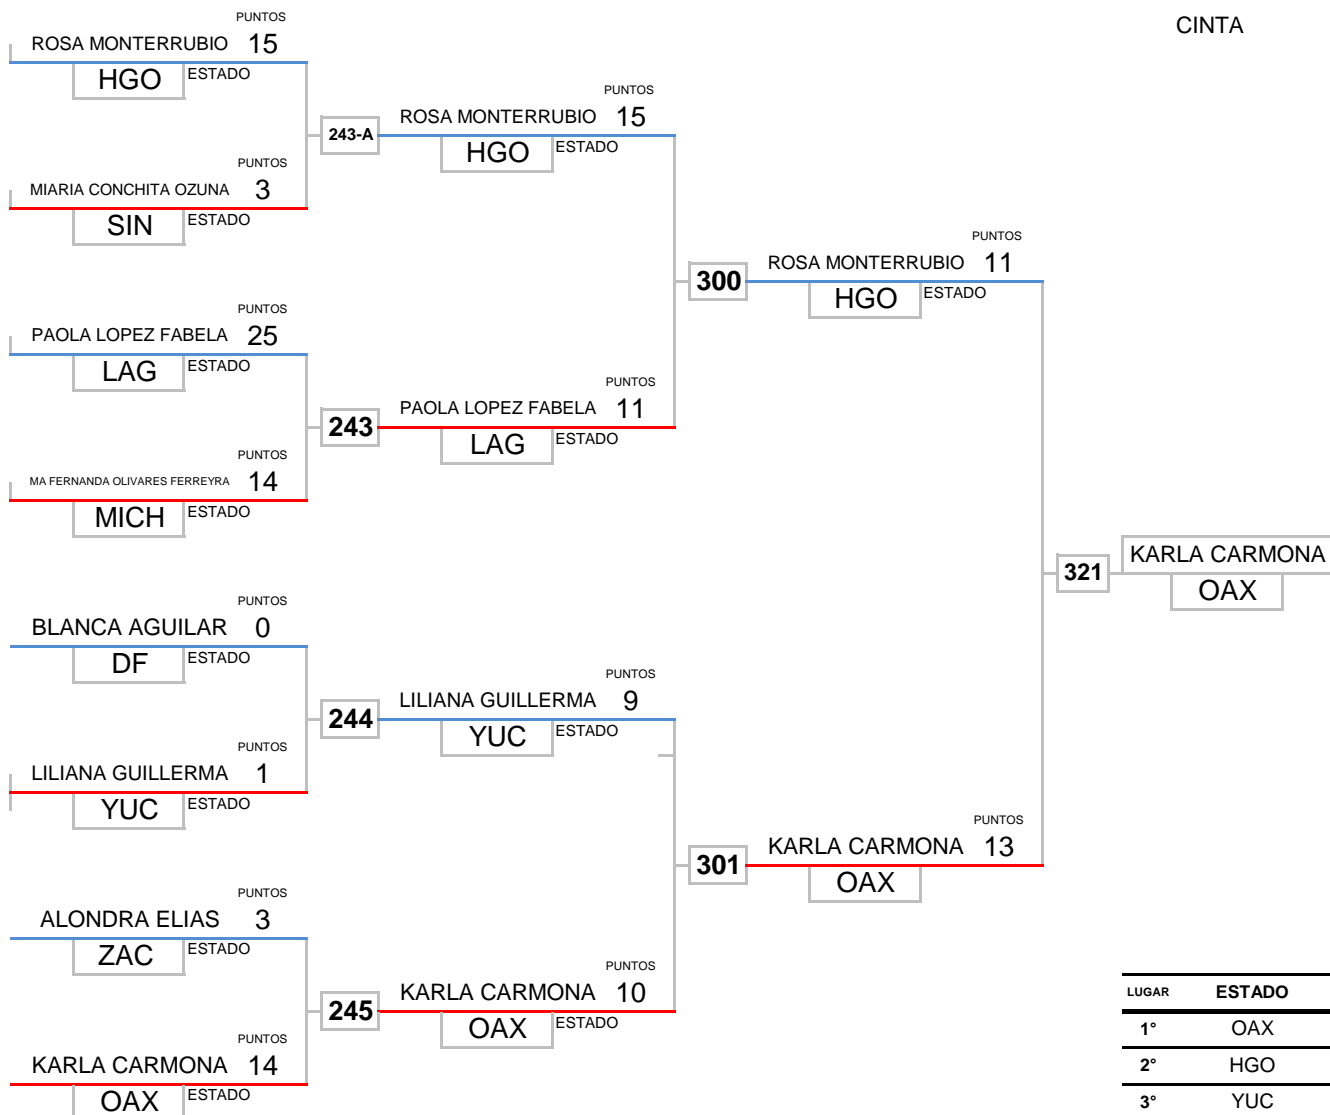 PUNTOS
CINTA
ROSA MONTERRUBIO 15
HGO ESTADO
PUNTOS
243-A ROSA MONTERRUBIO 15
HGO ESTADO
PUNTOS
MIARIA CONCHITA OZUNA 3
SIN ESTADO
PUNTOS
300 ROSA MONTERRUBIO 11
HGO ESTADO
PUNTOS
PAOLA LOPEZ FABELA 25
LAG ESTADO
PUNTOS
243 PAOLA LOPEZ FABELA 11
LAG ESTADO
PUNTOS
MA FERNANDA OLIVARES FERREYRA 14
MICH ESTADO
321 KARLA CARMONA
OAX
PUNTOS
BLANCA AGUILAR 0
DF ESTADO
PUNTOS
244 LILIANA GUILLERMA 9
YUC ESTADO
PUNTOS
LILIANA GUILLERMA 1
YUC ESTADO
PUNTOS
301 KARLA CARMONA 13
OAX
PUNTOS
ALONDRA ELIAS 3
ZAC ESTADO
PUNTOS
245 KARLA CARMONA 10
OAX ESTADO
PUNTOS
KARLA CARMONA 14
OAX ESTADO
LUGAR ESTADO
1° OAX
2° HGO
3° YUC